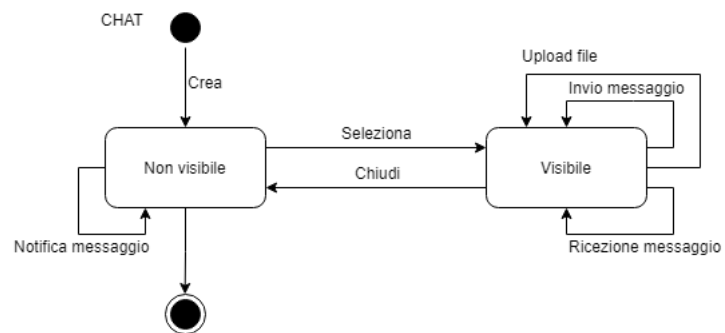 CHAT
Crea
Upload file
Invio messaggio
Seleziona
Non visibile
Visibile
Chiudi
Notifica messaggio
Ricezione messaggio